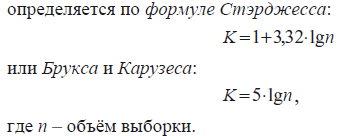 определяется по формуле Стэрджесса:
K=1+3,32·lgn
или Брукса и Карузеса:
K=5·lgn,
где n – объём выборки.